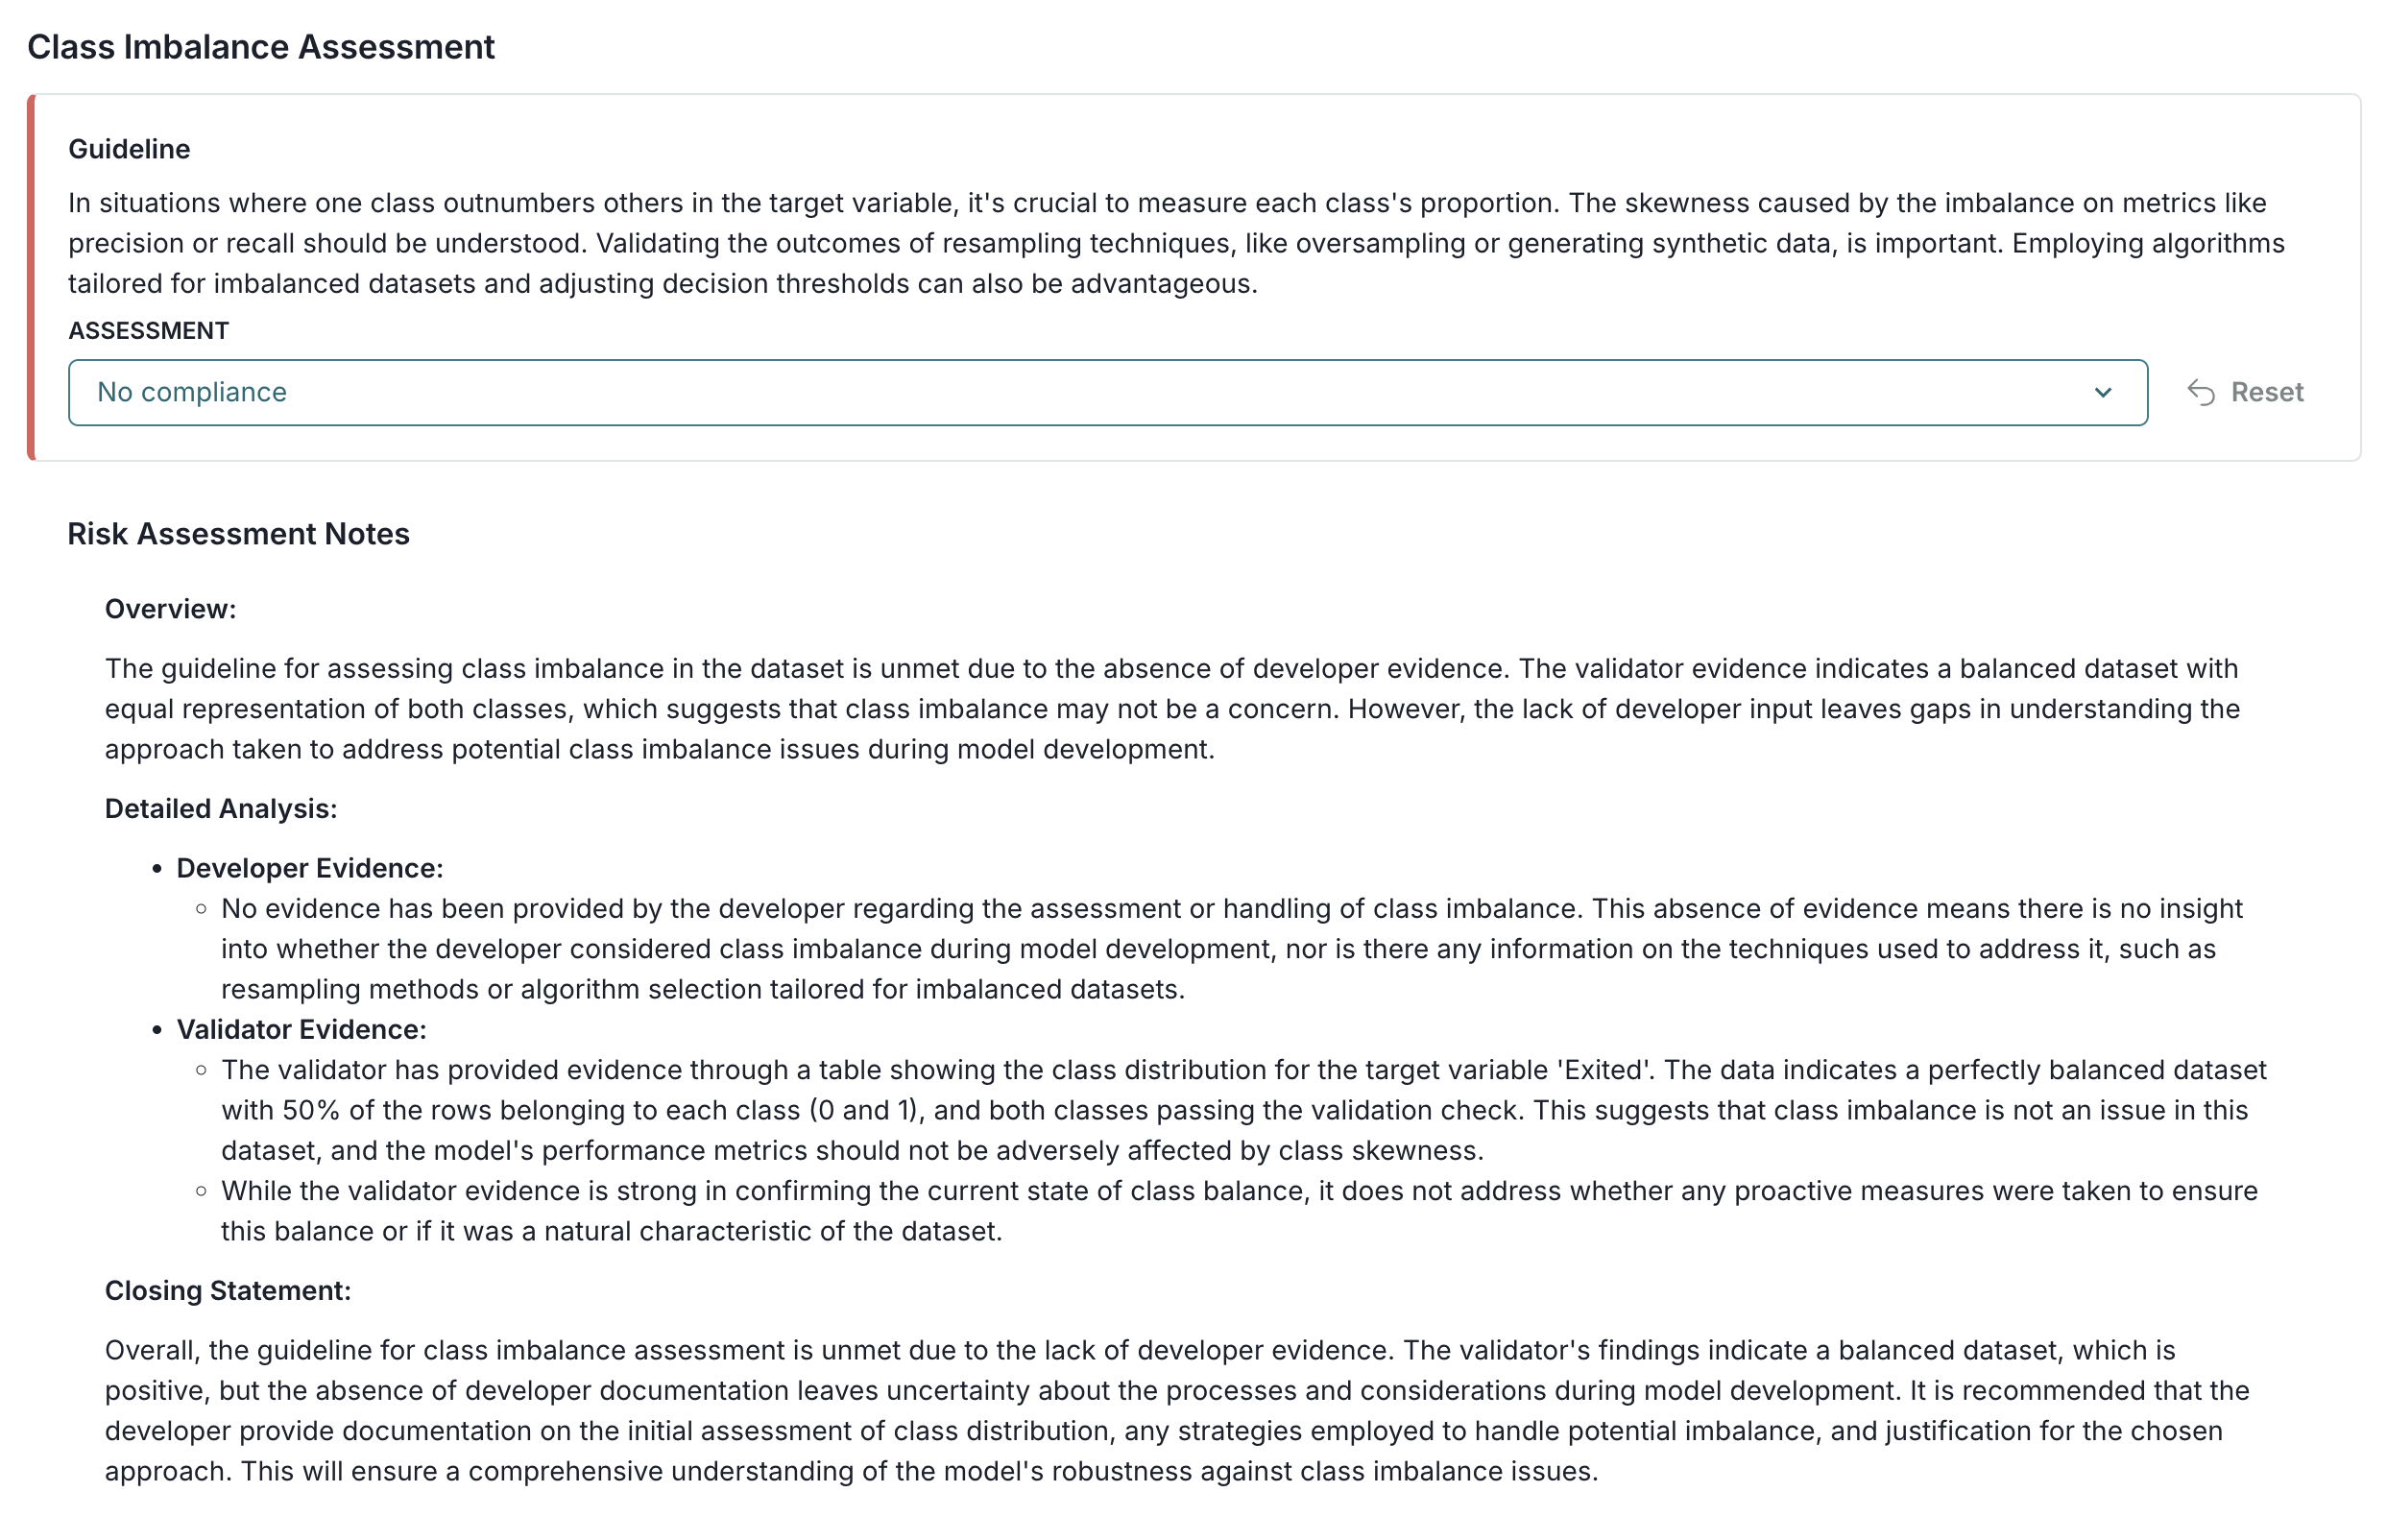 Class Imbalance Assessment
Guideline
In situations where one class outnumbers others in the target variable, it's crucial to measure each class's proportion. The skewness caused by the imbalance on metrics like
precision or recall should be understood. Validating the outcomes of resampling techniques, like oversampling or generating synthetic data, is important. Employing algorithms
tailored for imbalanced datasets and adjusting decision thresholds can also be advantageous.
ASSESSMENT
No compliance
Reset
Risk Assessment Notes
Overview:
The guideline for assessing class imbalance in the dataset is unmet due to the absence of developer evidence. The validator evidence indicates a balanced dataset with
equal representation of both classes, which suggests that class imbalance may not be a concern. However, the lack of developer input leaves gaps in understanding the
approach taken to address potential class imbalance issues during model development.
Detailed Analysis:
• Developer Evidence:
◦ No evidence has been provided by the developer regarding the assessment or handling of class imbalance. This absence of evidence means there is no insight
into whether the developer considered class imbalance during model development, nor is there any information on the techniques used to address it, such as
resampling methods or algorithm selection tailored for imbalanced datasets.
• Validator Evidence:
◦ The validator has provided evidence through a table showing the class distribution for the target variable 'Exited'. The data indicates a perfectly balanced dataset
with 50% of the rows belonging to each class (0 and 1), and both classes passing the validation check. This suggests that class imbalance is not an issue in this
dataset, and the model's performance metrics should not be adversely affected by class skewness.
◦ While the validator evidence is strong in confirming the current state of class balance, it does not address whether any proactive measures were taken to ensure
this balance or if it was a natural characteristic of the dataset.
Closing Statement:
Overall, the guideline for class imbalance assessment is unmet due to the lack of developer evidence. The validator's findings indicate a balanced dataset, which is
positive, but the absence of developer documentation leaves uncertainty about the processes and considerations during model development. It is recommended that the
developer provide documentation on the initial assessment of class distribution, any strategies employed to handle potential imbalance, and justification for the chosen
approach. This will ensure a comprehensive understanding of the model's robustness against class imbalance issues.